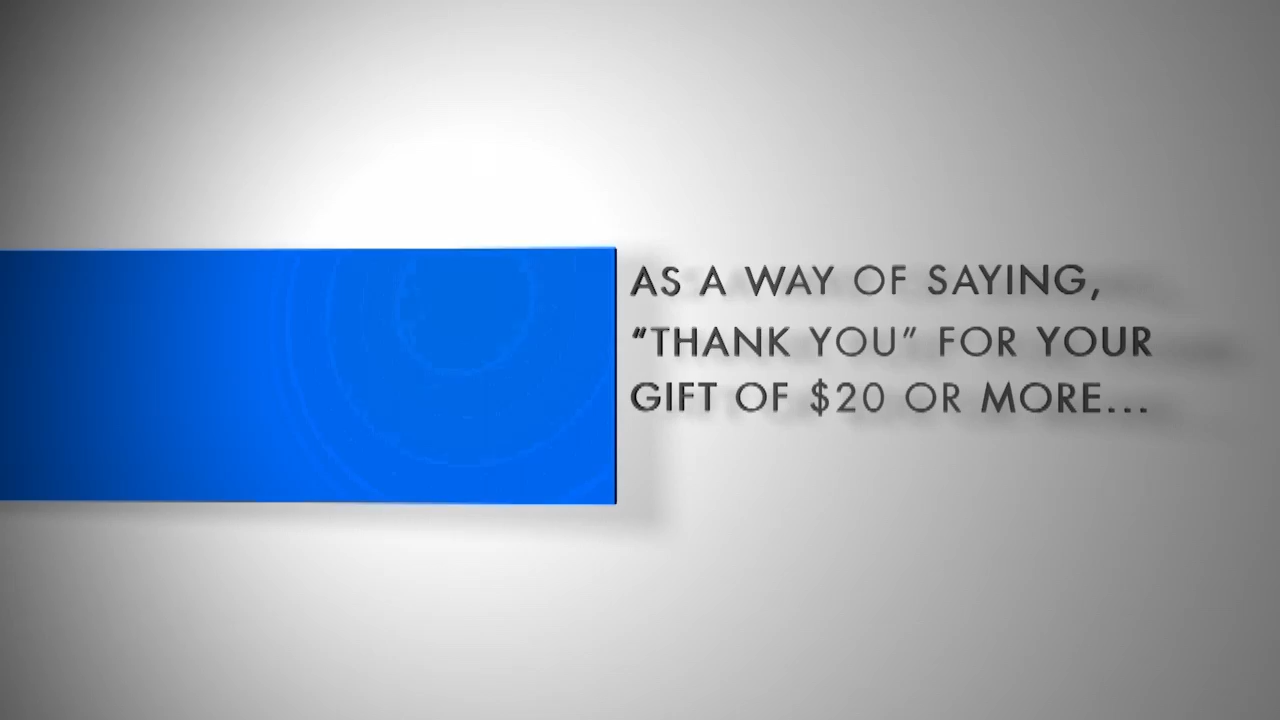 AS A WAY OF SAYING,
“THANK YOU” FOR YOUR
GIFT OF $20 OR MORE...